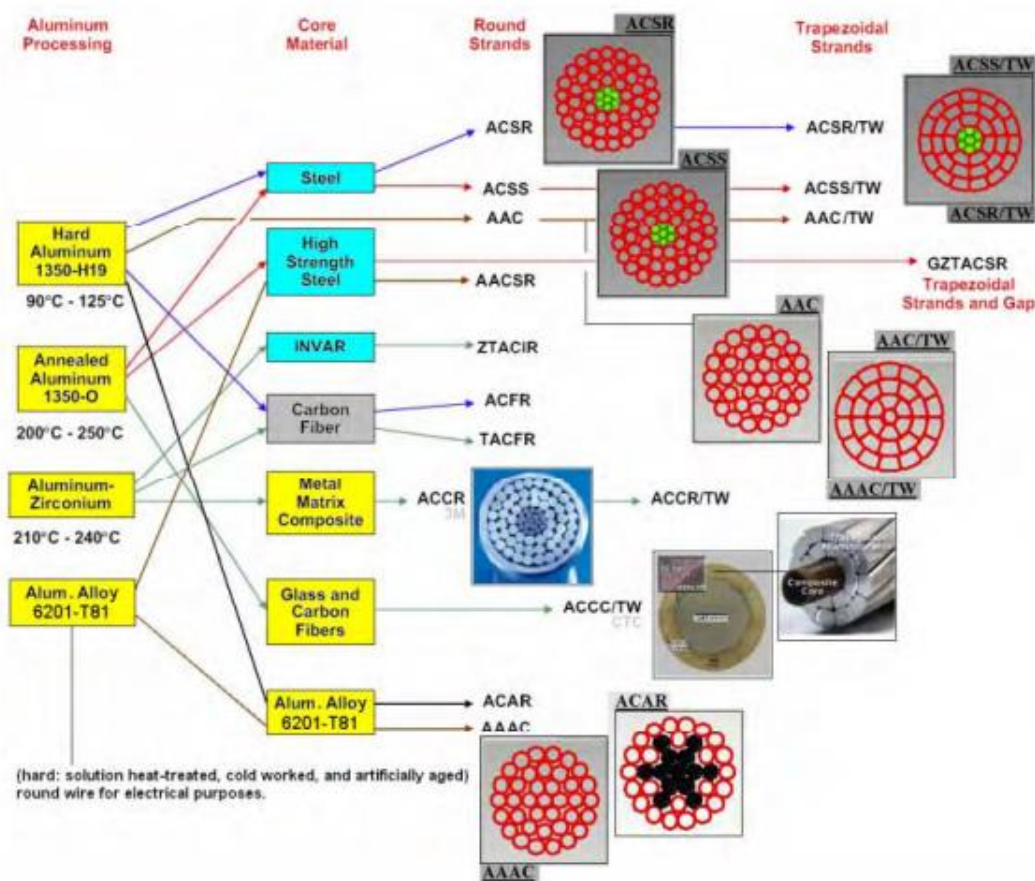 Aluminum
Processing
Core
Material
Round
Strands
Trapezoidal
Strands
ACSR
ACSS/TW
ACSR
ACSR/TW
Steel
ACSS
ACSS
ACSS/TW
AAC
AAC/TW
ACSR/TW
Hard
Aluminum
1350-H19
90°C - 125°C
High
Strength
Steel
AACSR
GZTACSR
Trapezoidal
Strands and Gap
AAC
AAC/TW
INVAR
ZTACIR
Annealed
Aluminum
1350-O
200°C - 250°C
Carbon
Fiber
ACFR
TACFR
Aluminum-
Zirconium
210°C - 240°C
Metal
Matrix
Composite
ACCR
3M
ACCR/TW
AAAC/TW
Alum. Alloy
6201-T81
Glass and
Carbon
Fibers
ACCC/TW
CTC
Composite
Core
Alum. Alloy
6201-T81
ACAR
AAAC
ACAR
(hard: solution heat-treated, cold worked, and artificially aged)
round wire for electrical purposes.
AAAC